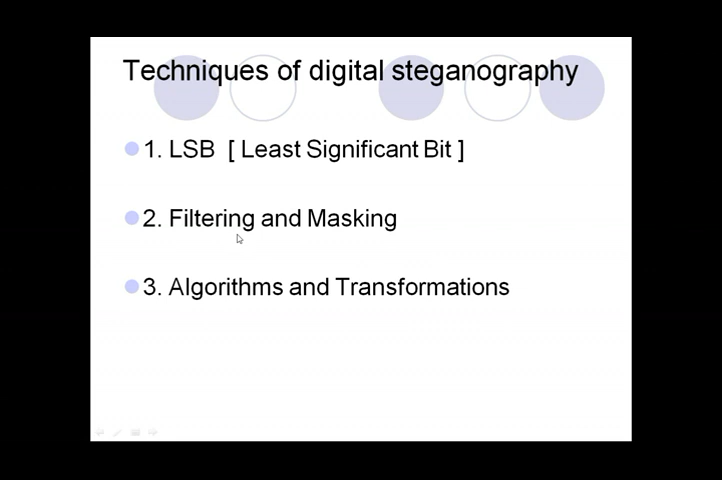 Techniques of digital steganography
1. LSB [ Least Significant Bit ]
2. Filtering and Masking
3. Algorithms and Transformations